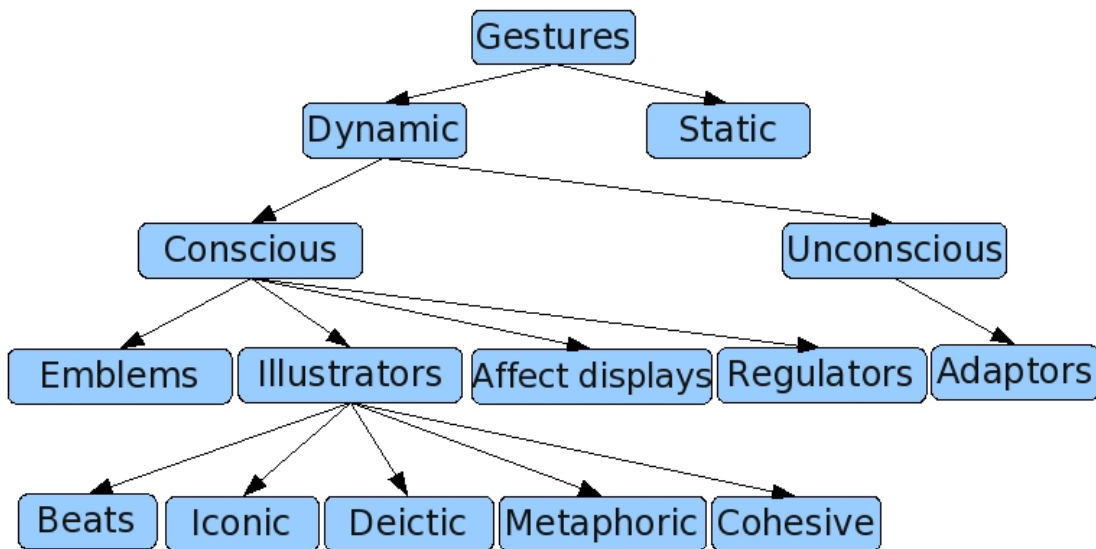 Gestures
Dynamic
Static
Conscious
Unconscious
Emblems
Illustrators
Affect displays
Regulators
Adaptors
Beats
Iconic
Deictic
Metaphoric
Cohesive